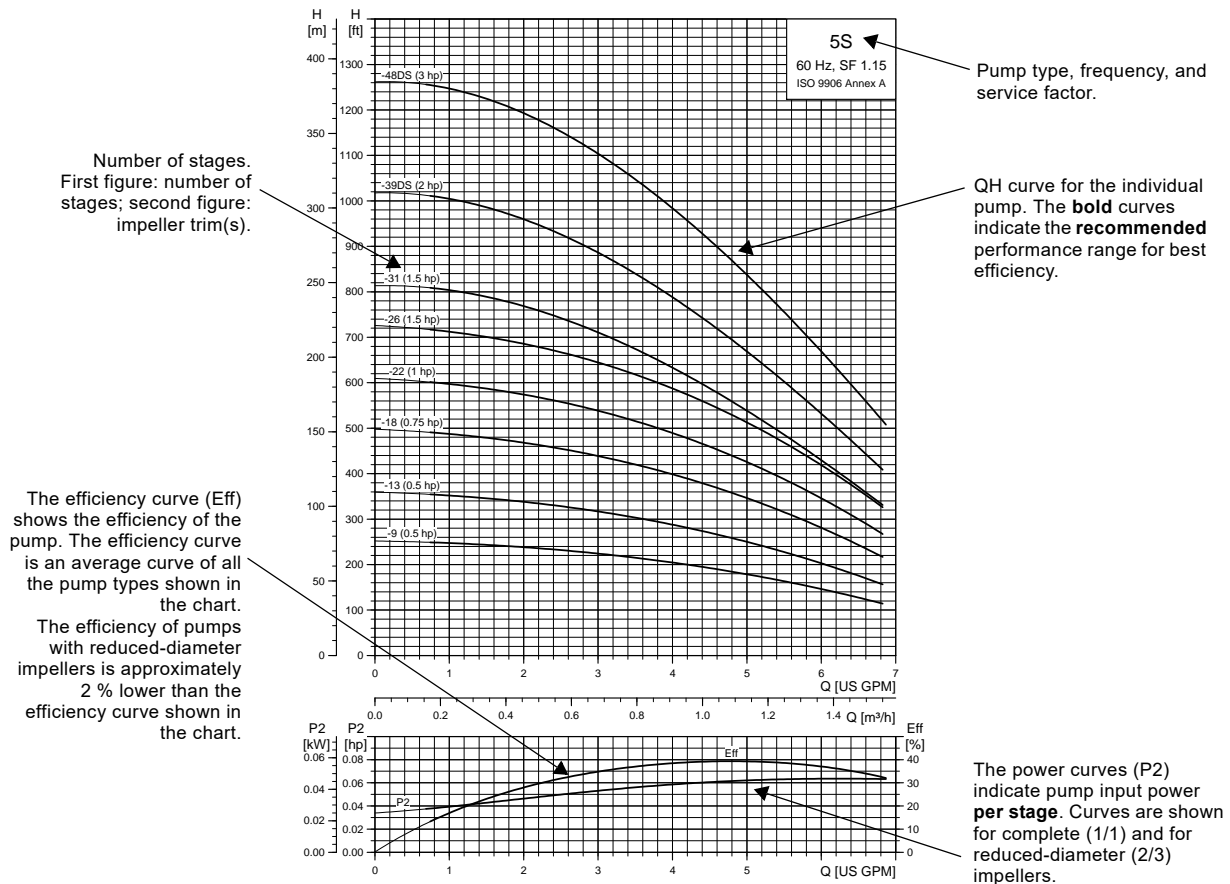 H
[m]
H
[ft]
5S
60 Hz, SF 1.15
ISO 9906 Annex A
Pump type, frequency, and
service factor.
Number of stages.
First figure: number of
stages; second figure:
impeller trim(s).
QH curve for the individual
pump. The bold curves
indicate the recommended
performance range for best
efficiency.
400
350
300
250
200
150
100
50
0
1300
1200
1100
1000
900
800
700
600
500
400
300
200
100
0
-48DS (3 hp)
-39DS (2 hp)
-31 (1.5 hp)
-26 (1.5 hp)
-22 (1 hp)
-18 (0.75 hp)
-13 (0.5 hp)
-9 (0.5 hp)
The efficiency curve (Eff)
shows the efficiency of the
pump. The efficiency curve
is an average curve of all
the pump types shown in
the chart.
The efficiency of pumps
with reduced-diameter
impellers is approximately
2 % lower than the
efficiency curve shown in
the chart.
0 1 2 3 4 5 6 7
Q [US GPM]
0.0 0.2 0.4 0.6 0.8 1.0 1.2 1.4 Q [m³/h]
P2
[kW]
P2
[hp]
Eff
[%]
0.06
0.04
0.02
0.00
0.08
0.06
0.04
0.02
0.00
Eff
P2
40
30
20
10
0
0 1 2 3 4 5 Q [US GPM]
The power curves (P2)
indicate pump input power
per stage. Curves are shown
for complete (1/1) and for
reduced-diameter (2/3)
impellers.